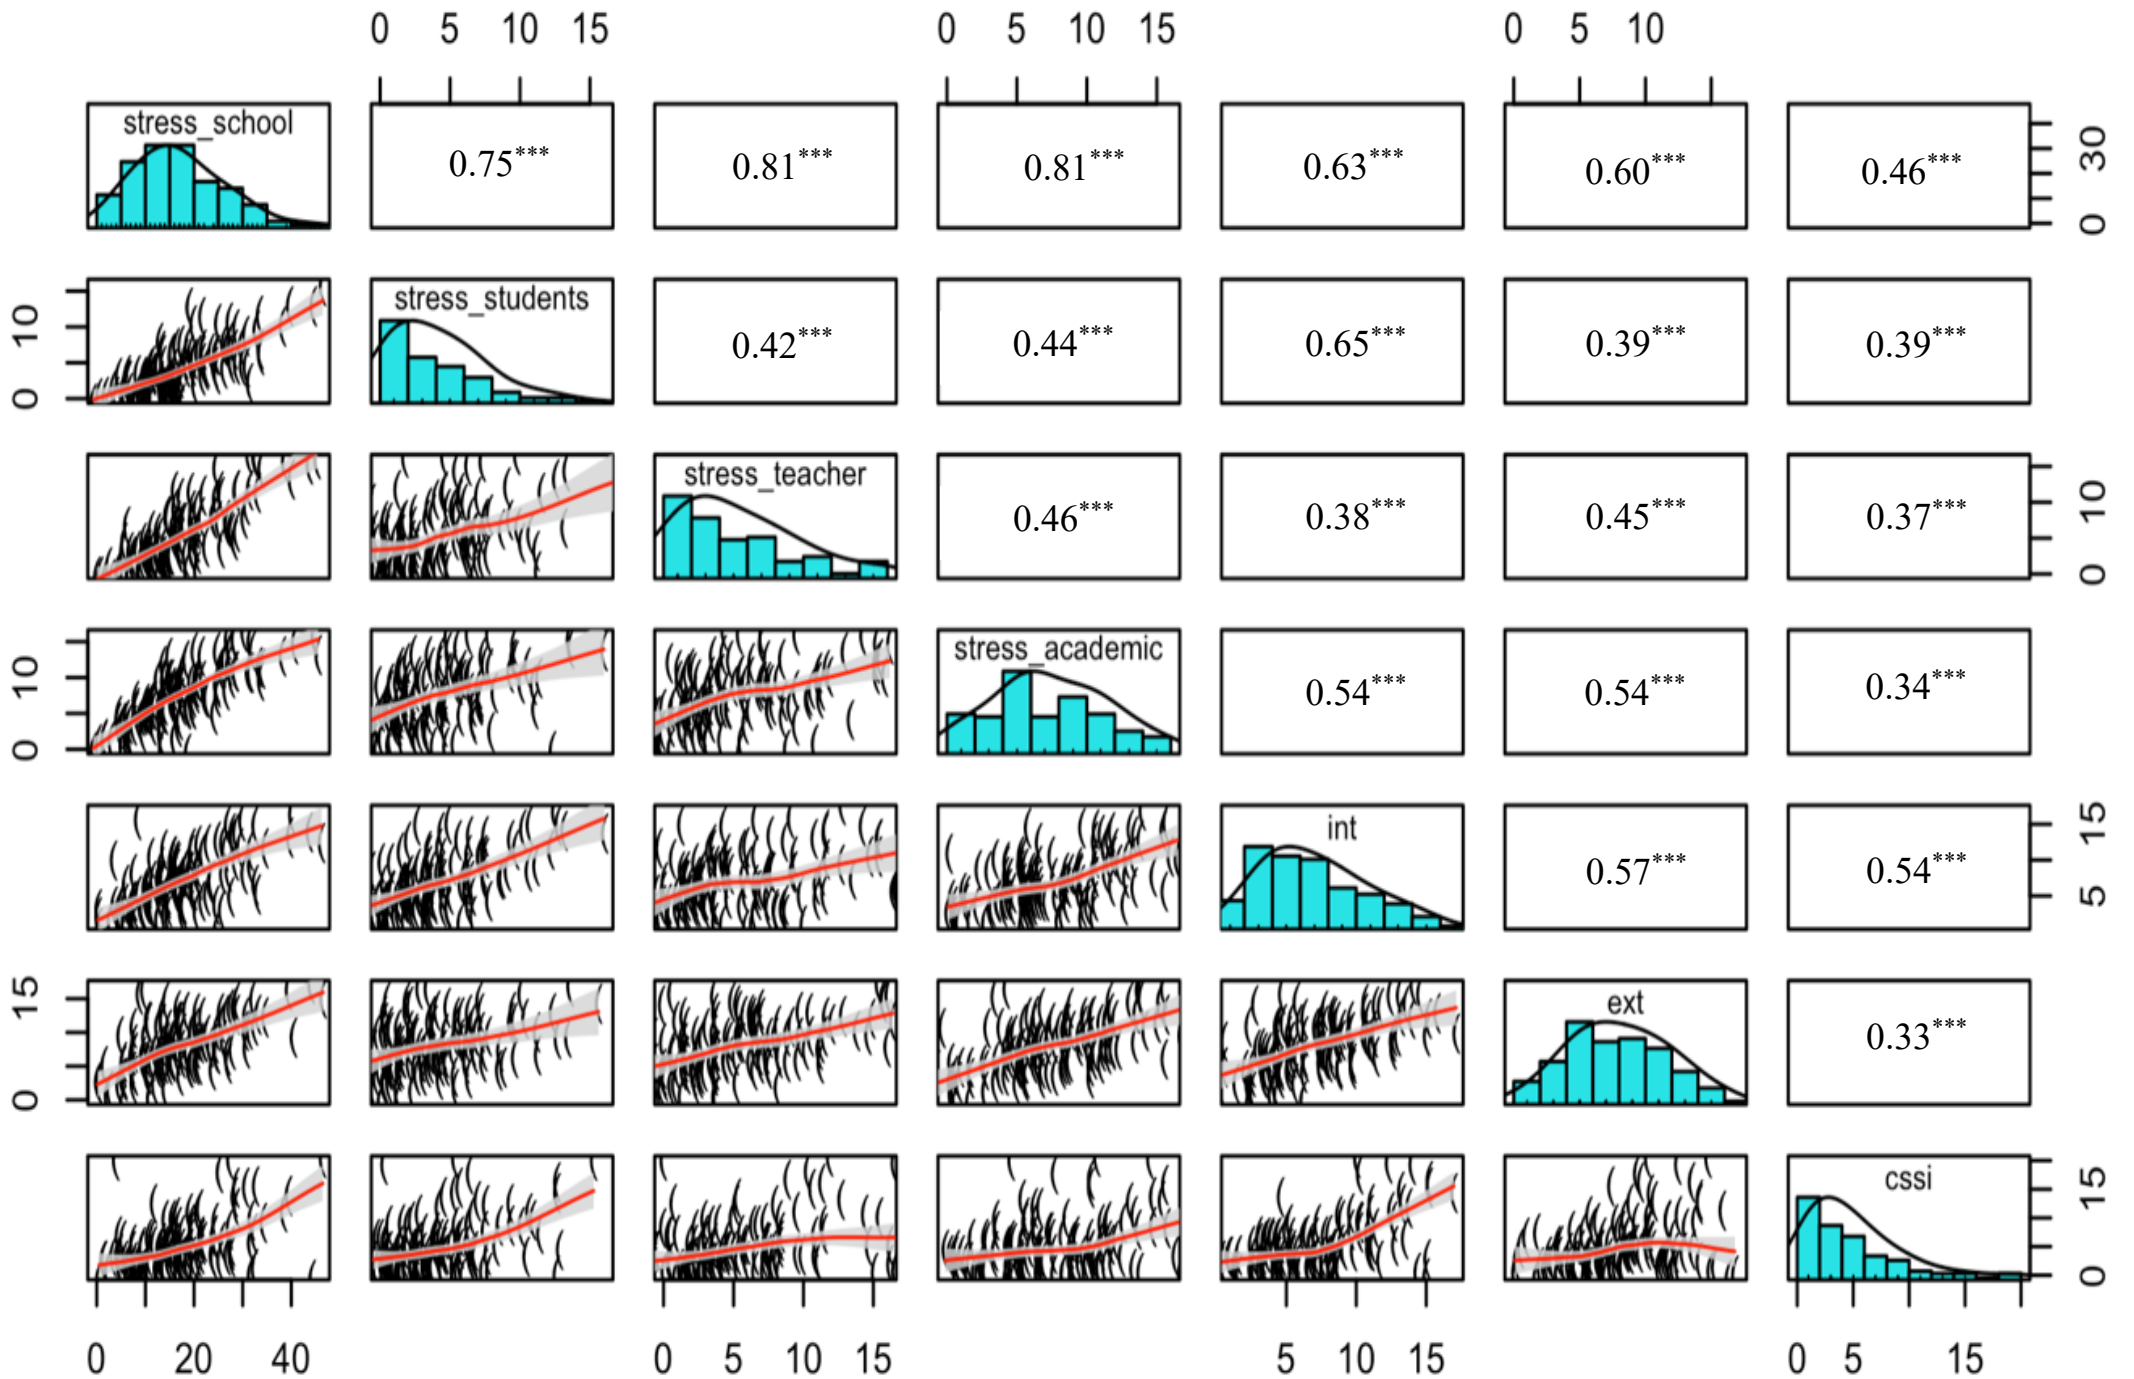 0 5 10 15 0 5 10 15 0 5 10
stress_school 0.75*** 0.81*** 0.81*** 0.63*** 0.60*** 0.46*** 0 30
0 10 stress_students 0.42*** 0.44*** 0.65*** 0.39*** 0.39***
stress_teacher 0.46*** 0.38*** 0.45*** 0.37*** 0 10
0 10 stress_academic 0.54*** 0.54*** 0.34***
int 0.57*** 0.54*** 5 15
0 15 ext 0.33***
cssi 0 15
0 20 40 0 5 10 15 5 10 15 0 5 15